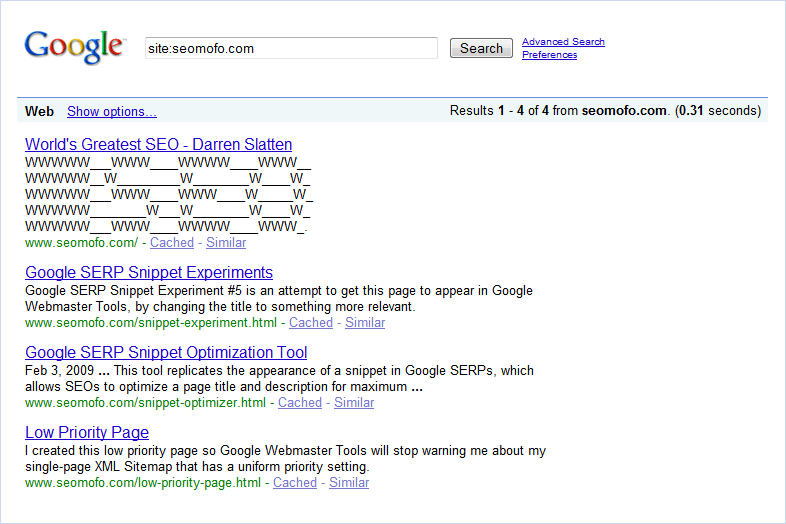 Google site:seomofo.com Search Advanced Search
Preferences
Web Show options... Results 1 - 4 of 4 from seomofo.com. (0.31 seconds)
World's Greatest SEO - Darren Slatten
WWWWWW___WWW____WWWWW____WWW__
WWWWWW__W_________W________W____W_
WWWWWW___WWW____WWW____W_____W_
WWWWWW________W___W________W____W_
WWWWWW___WWW____WWWWW____WWW_.
www.seomofo.com/ - Cached - Similar
Google SERP Snippet Experiments
Google SERP Snippet Experiment #5 is an attempt to get this page to appear in Google
Webmaster Tools, by changing the title to something more relevant.
www.seomofo.com/snippet-experiment.html - Cached - Similar
Google SERP Snippet Optimization Tool
Feb 3, 2009 ... This tool replicates the appearance of a snippet in Google SERPs, which
allows SEOs to optimize a page title and description for maximum ...
www.seomofo.com/snippet-optimizer.html - Cached - Similar
Low Priority Page
I created this low priority page so Google Webmaster Tools will stop warning me about my
single-page XML Sitemap that has a uniform priority setting.
www.seomofo.com/low-priority-page.html - Cached - Similar